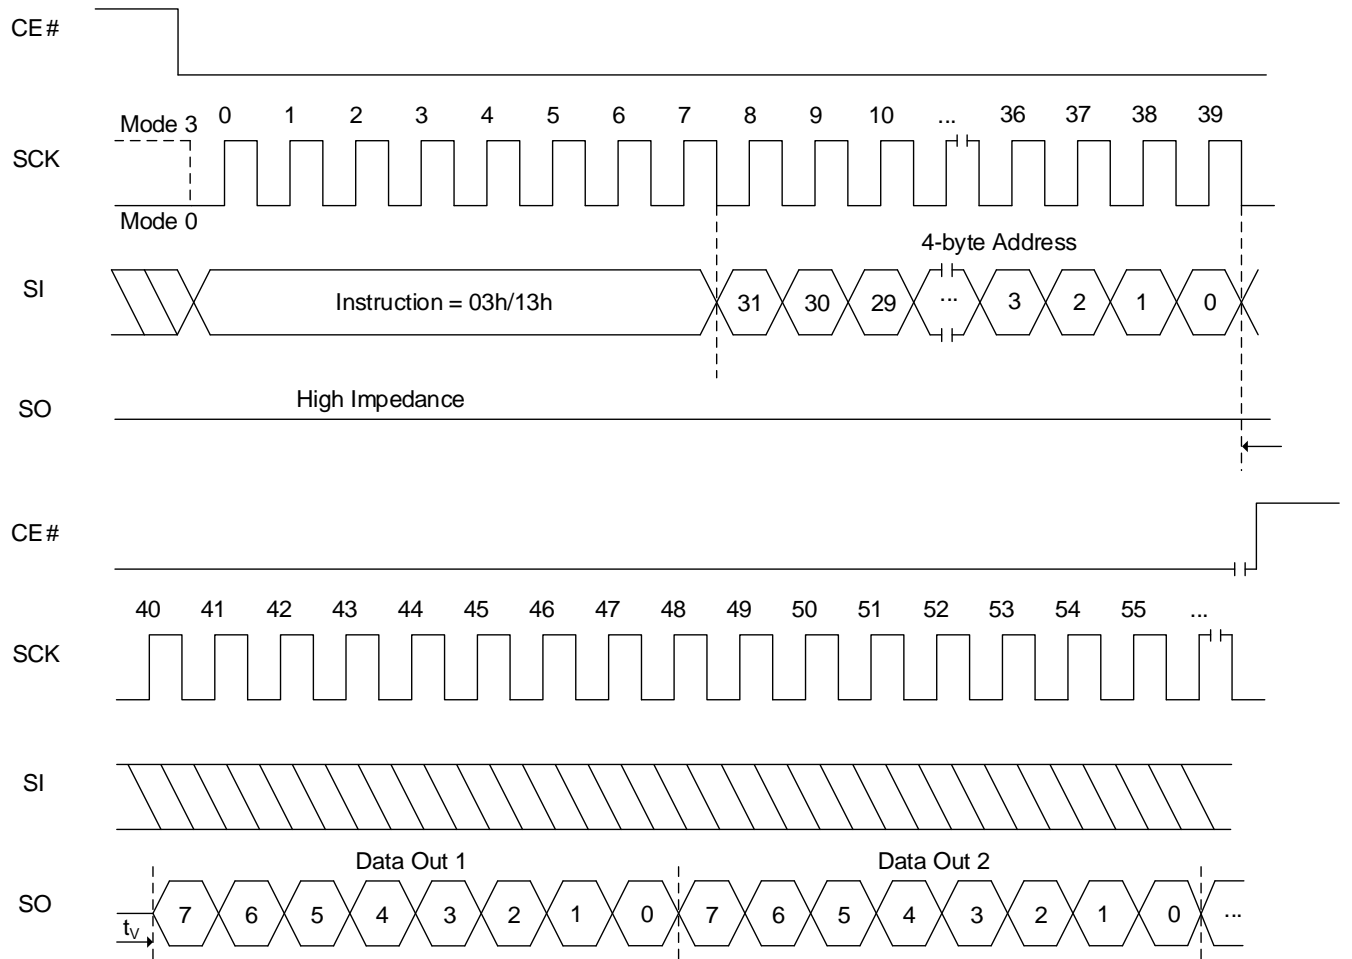 CE#
0 1 2 3 4 5 6 7 8 9 10 ... 36 37 38 39
Mode 3
SCK
Mode 0
4-byte Address
SI
Instruction = 03h/13h 31 30 29 ... 3 2 1 0
High Impedance
SO
CE#
40 41 42 43 44 45 46 47 48 49 50 51 52 53 54 55 ...
SCK
SI
Data Out 1 Data Out 2
SO
7 6 5 4 3 2 1 0 7 6 5 4 3 2 1 0 ...
tV